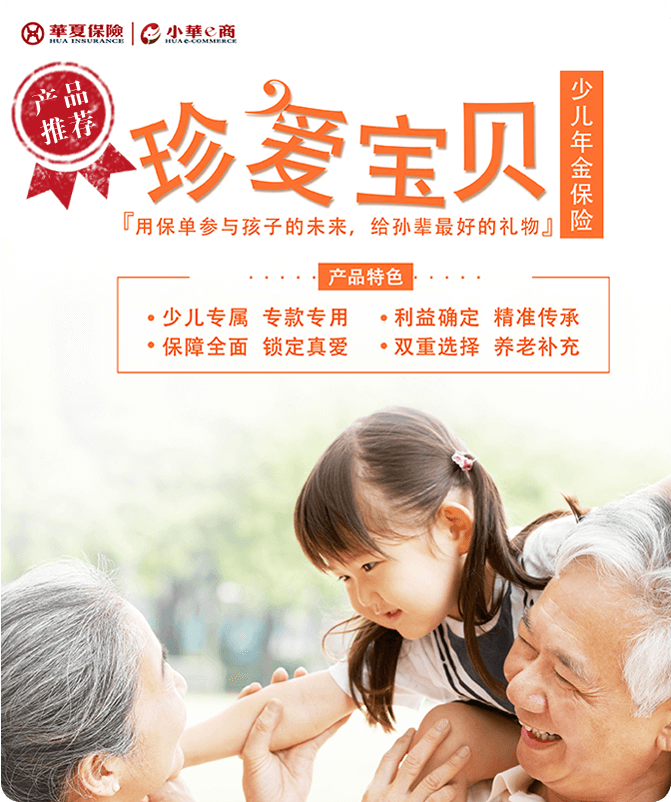 華夏保險 小華e商
HUA INSURANCE HUA e-COMMERCE
产品
推荐
珍爱宝贝
少儿年金保险
『用保单参与孩子的未来，给孙辈最好的礼物』
产品特色
• 少儿专属 专款专用 • 利益确定 精准传承
• 保障全面 锁定真爱 • 双重选择 养老补充